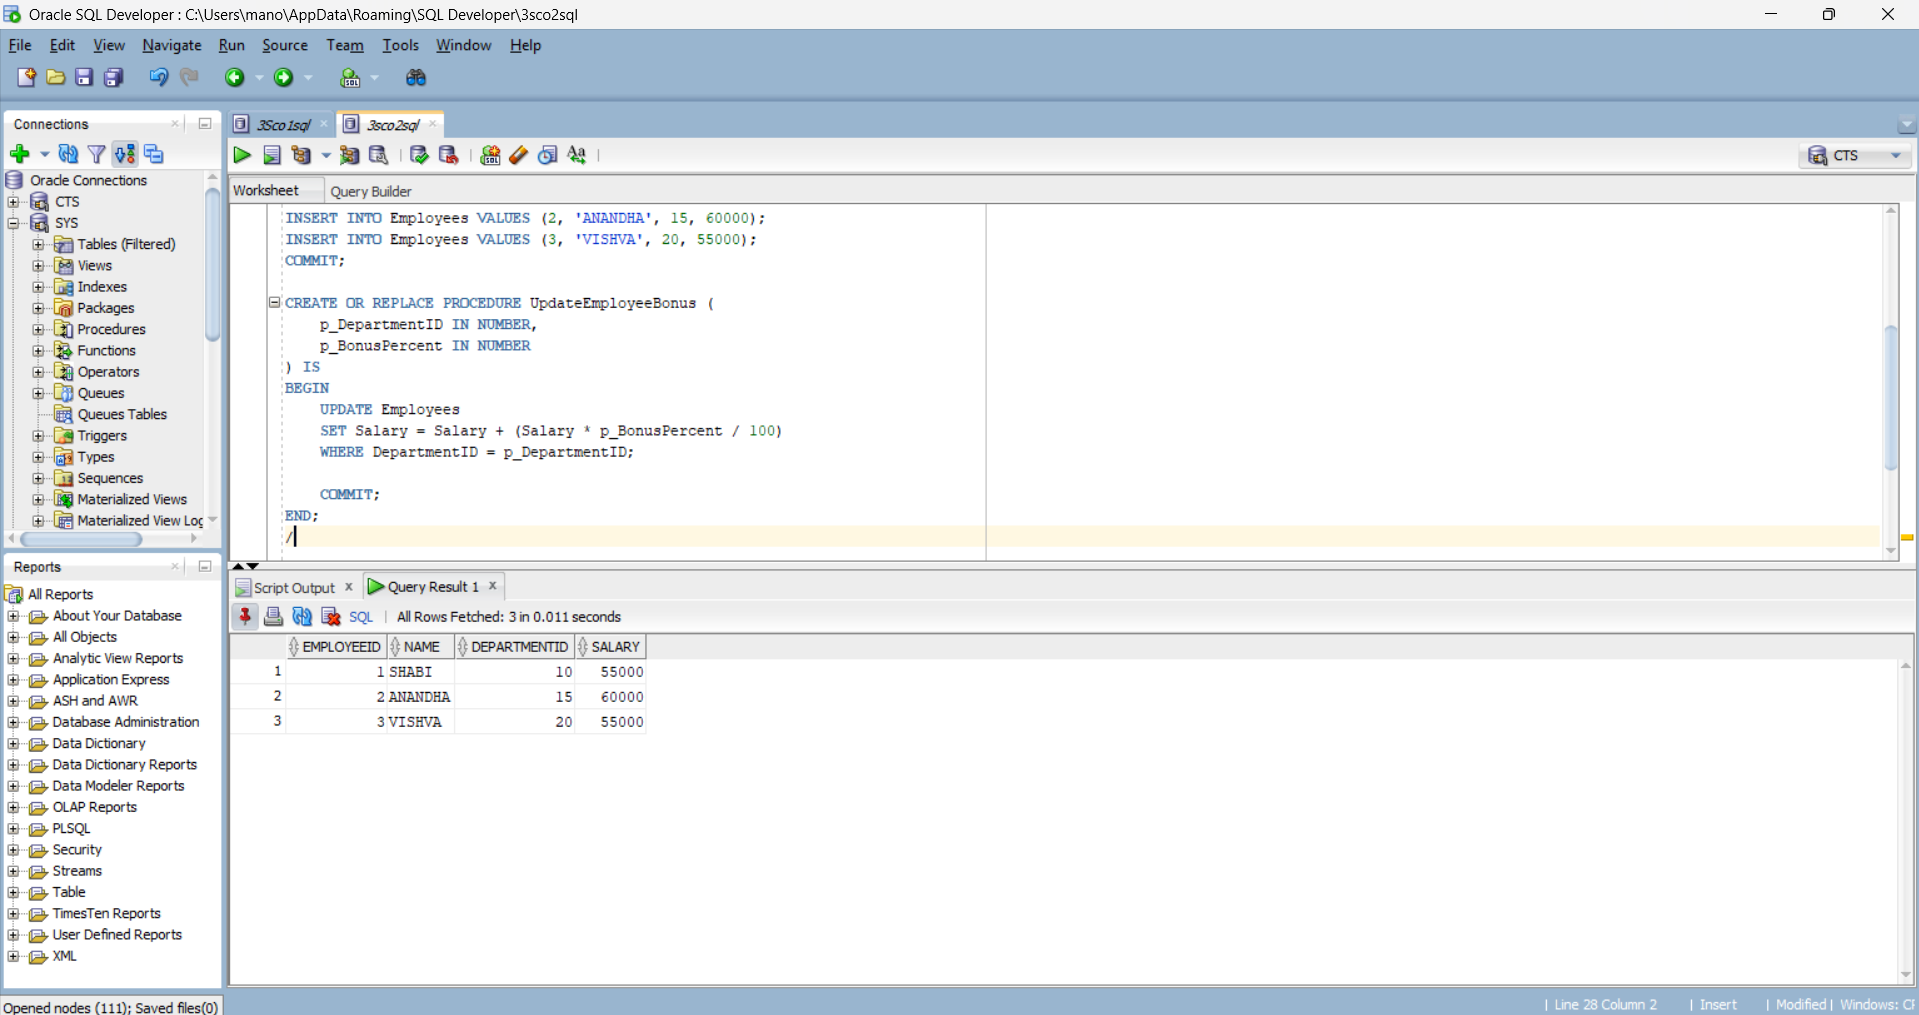 Oracle SQL Developer : C:\Users\mano\AppData\Roaming\SQL Developer\3sco2sql
File Edit View Navigate Run Source Team Tools Window Help
Connections
Oracle Connections
CTS
SYS
Tables (Filtered)
Views
Indexes
Packages
Procedures
Functions
Operators
Queues
Queues Tables
Triggers
Types
Sequences
Materialized Views
Materialized View Log
Reports
All Reports
About Your Database
All Objects
Analytic View Reports
Application Express
ASH and AWR
Database Administration
Data Dictionary
Data Dictionary Reports
Data Modeler Reports
OLAP Reports
PLSQL
Security
Streams
Table
TimesTen Reports
User Defined Reports
XML
3Sco1sql 3sco2sql
CTS
Worksheet Query Builder
INSERT INTO Employees VALUES (2, 'ANANDHA', 15, 60000);
INSERT INTO Employees VALUES (3, 'VISHVA', 20, 55000);
COMMIT;
CREATE OR REPLACE PROCEDURE UpdateEmployeeBonus (
p_DepartmentID IN NUMBER,
p_BonusPercent IN NUMBER
) IS
BEGIN
UPDATE Employees
SET Salary = Salary + (Salary * p_BonusPercent / 100)
WHERE DepartmentID = p_DepartmentID;
COMMIT;
END;
/
Script Output Query Result 1
SQL All Rows Fetched: 3 in 0.011 seconds
EMPLOYEEID NAME DEPARTMENTID SALARY
1 1 SHABI 10 55000
2 2 ANANDHA 15 60000
3 3 VISHVA 20 55000
Opened nodes (111); Saved files(0)
Line 28 Column 2 Insert Modified Windows: C